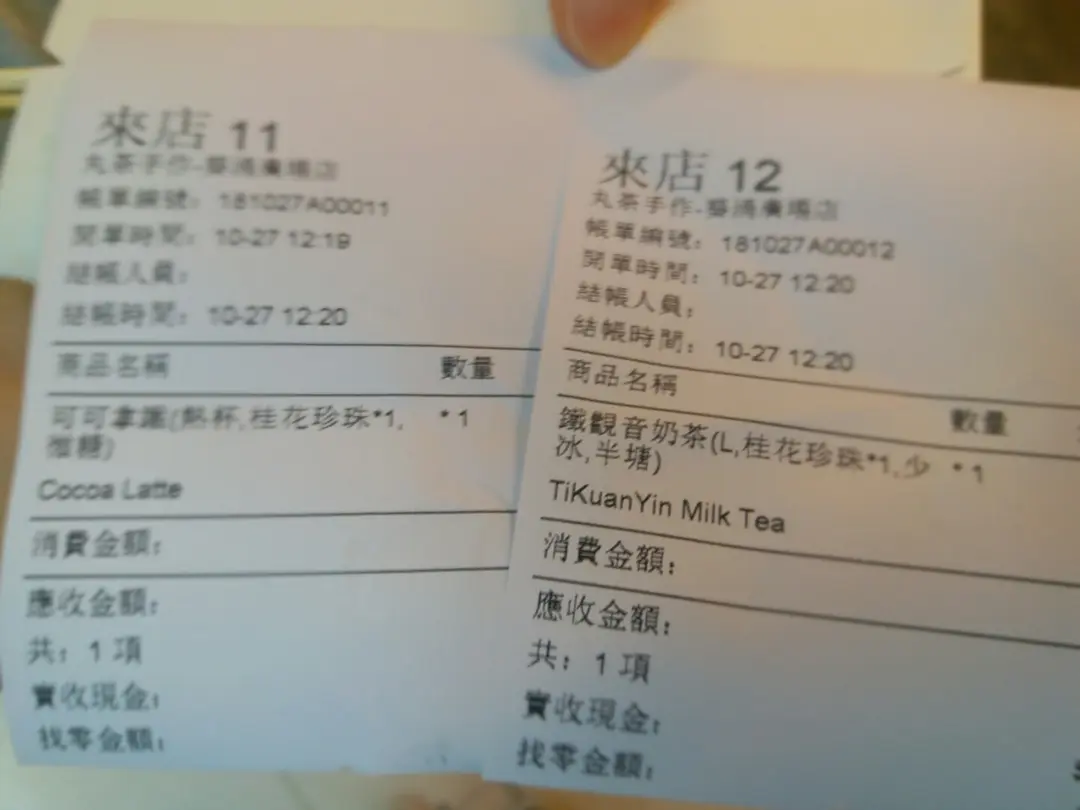 來店 11
丸茶手作-葵涌廣場店
帳單編號：181027A00011
開單時間：10-27 12:19
結帳人員：
結帳時間：10-27 12:20
商品名稱 數量
可可拿鐵(熱杯,桂花珍珠*1, *1
微糖)
Cocoa Latte
消費金額：
應收金額：
共：1 項
實收現金：
找零金額：
來店 12
丸茶手作-葵涌廣場店
帳單編號：181027A00012
開單時間：10-27 12:20
結帳人員：
結帳時間：10-27 12:20
商品名稱 數量
鐵觀音奶茶(L,桂花珍珠*1,少 *1
冰,半塘)
TiKuanYin Milk Tea
消費金額：
應收金額：
共：1 項
實收現金：
找零金額：